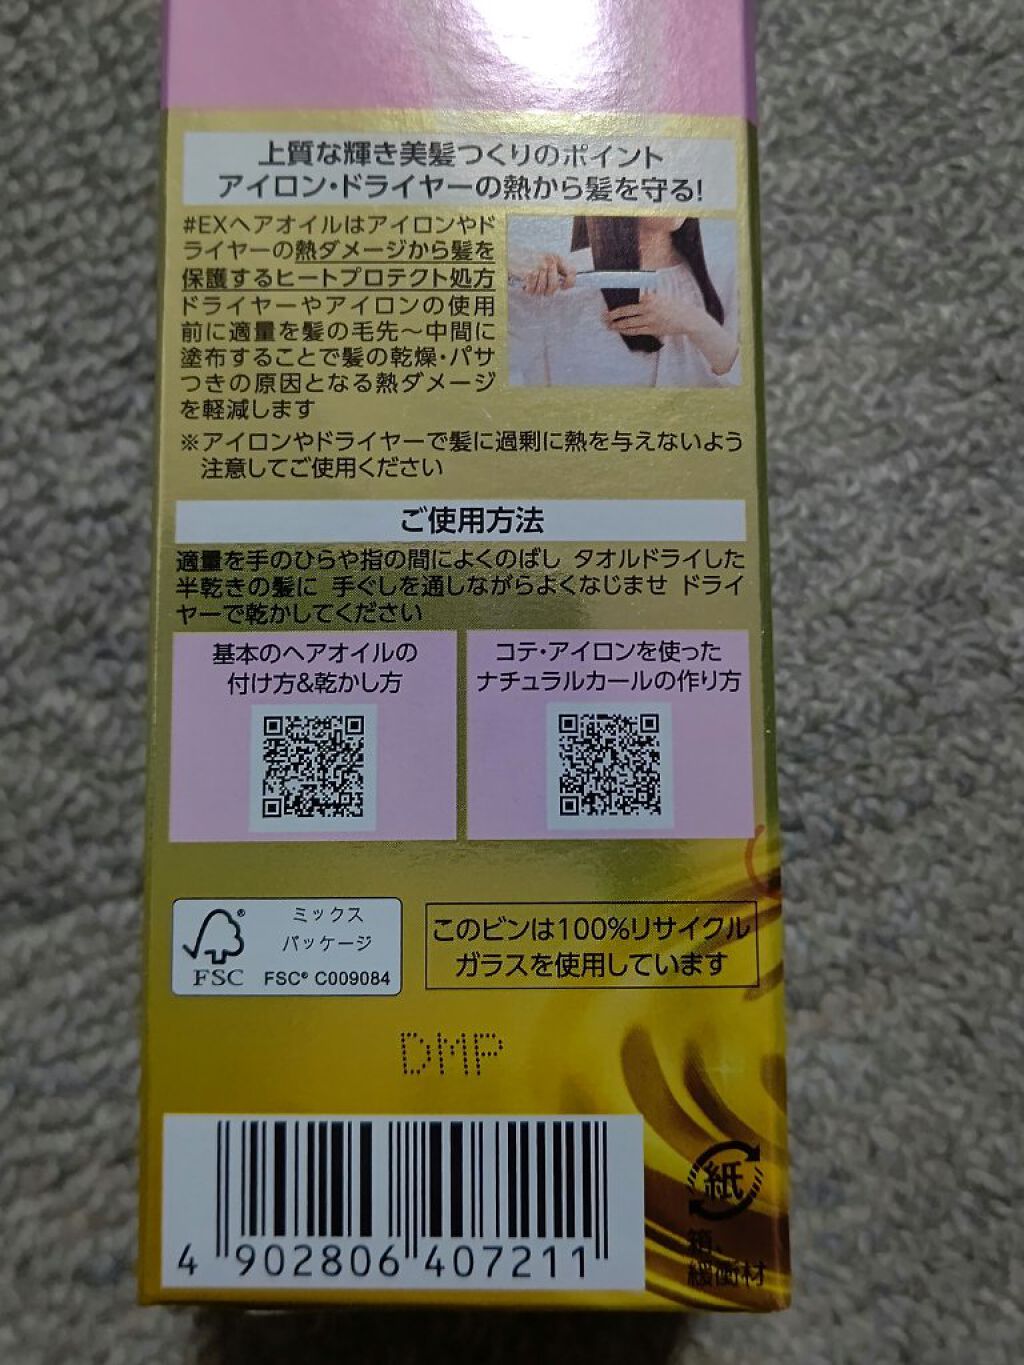 上質な輝き美髪つくりのポイント
アイロン・ドライヤーの熱から髪を守る!
#EXヘアオイルはアイロンやド
ライヤーの熱ダメージから髪を
保護するヒートプロテクト処方
ドライヤーやアイロンの使用
前に適量を髪の毛先～中間に
塗布することで髪の乾燥・パサ
つきの原因となる熱ダメージ
を軽減します
※アイロンやドライヤーで髪に過剰に熱を与えないよう
注意してご使用ください
ご使用方法
適量を手のひらや指の間によくのばし タオルドライした
半乾きの髪に 手ぐしを通しながらよくなじませ ドライ
ヤーで乾かしてください
基本のヘアオイルの
付け方&乾かし方
コテ・アイロンを使った
ナチュラルカールの作り方
ミックス
パッケージ
FSC
FSC® C009084
このビンは100%リサイクル
ガラスを使用しています
DMP
4 902806 407211
紙
箱、
緩衝材